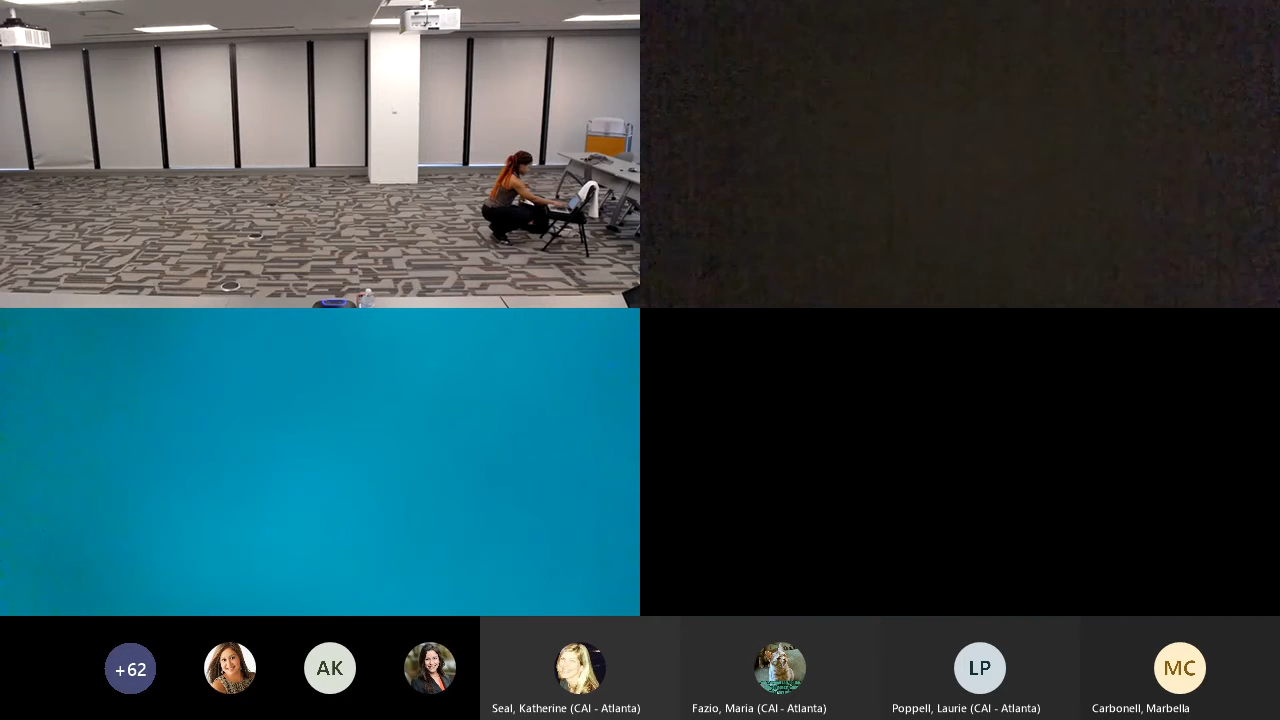 +62
AK
LP
MC
Seal, Katherine (CAI - Atlanta)
Fazio, Maria (CAI - Atlanta)
Poppell, Laurie (CAI - Atlanta)
Carbonell, Marbella